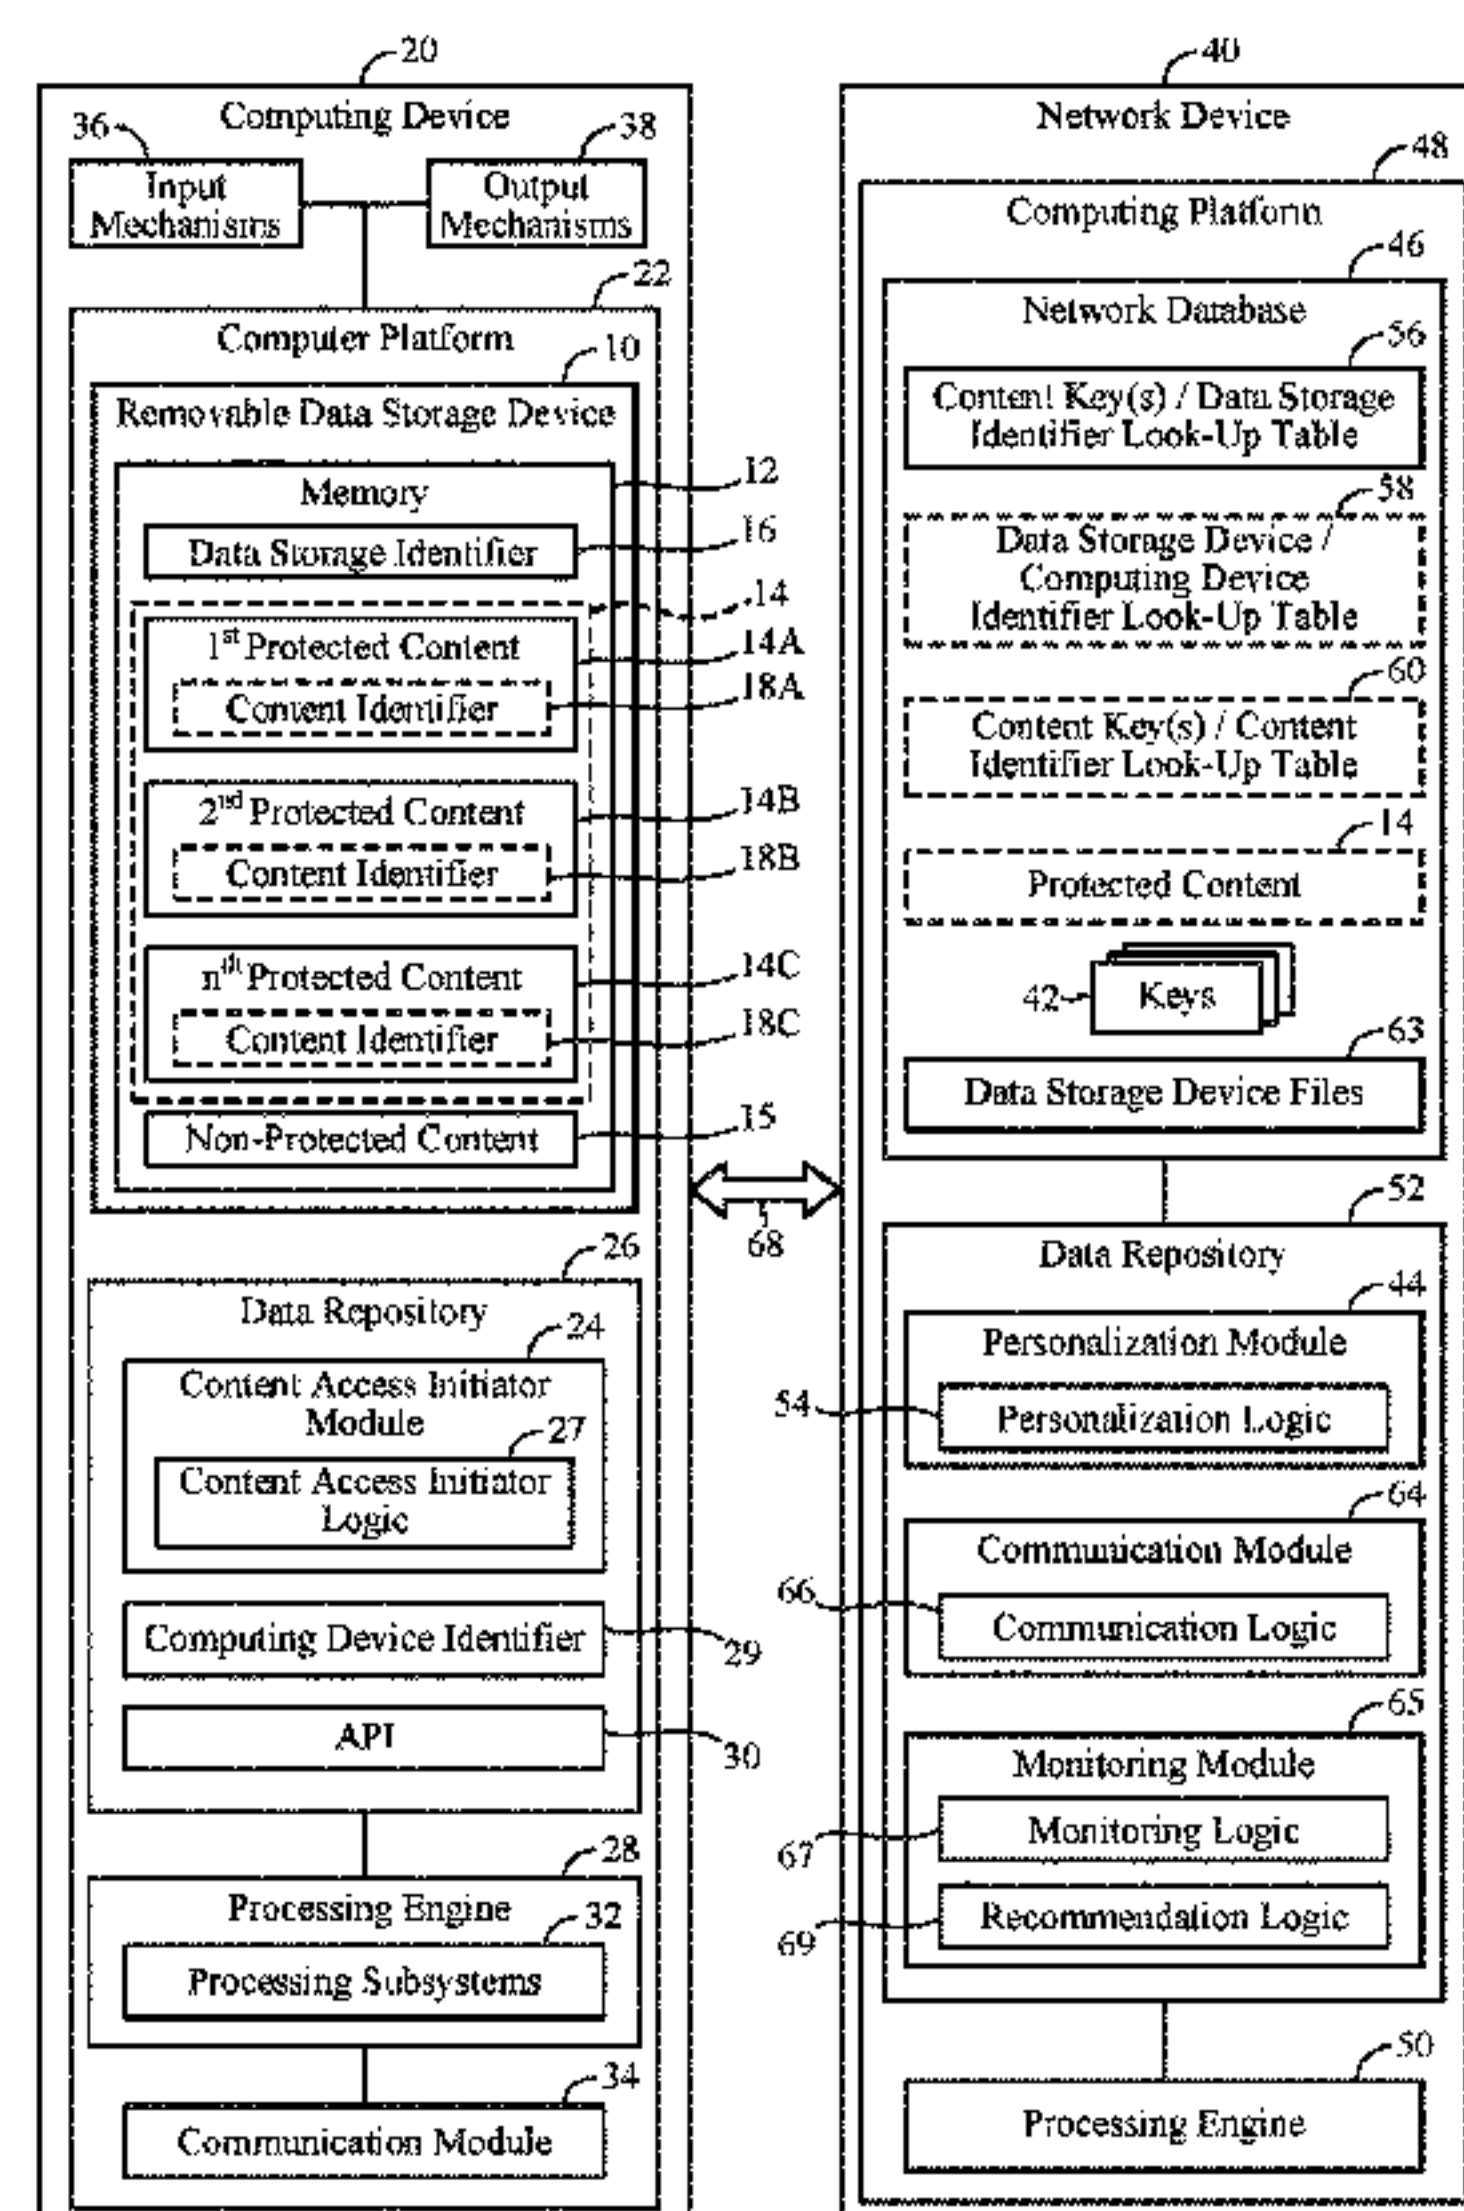 20
Computing Device
36
38
Input
Mechanisms
Output
Mechanisms
22
Computer Platform
10
Removable Data Storage Device
Memory
12
Data Storage Identifier
16
14
1st Protected Content
14A
Content Identifier
18A
2nd Protected Content
14B
Content Identifier
18B
nth Protected Content
14C
Content Identifier
18C
Non-Protected Content
15
26
Data Repository
24
Content Access Initiator
Module
27
Content Access Initiator
Logic
Computing Device Identifier
29
API
30
28
Processing Engine
32
Processing Subsystems
34
Communication Module
68
40
Network Device
48
Computing Platform
46
Network Database
56
Content Key(s) / Data Storage
Identifier Look-Up Table
58
Data Storage Device /
Computing Device
Identifier Look-Up Table
60
Content Key(s) / Content
Identifier Look-Up Table
14
Protected Content
42
Keys
63
Data Storage Device Files
52
Data Repository
44
Personalization Module
54
Personalization Logic
64
Communication Module
66
Communication Logic
65
Monitoring Module
67
Monitoring Logic
69
Recommendation Logic
50
Processing Engine